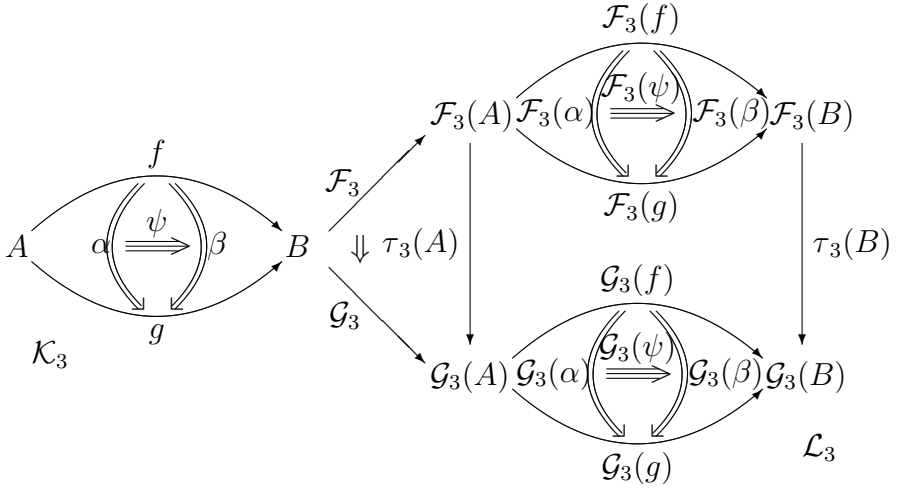 𝓕₃(f)
𝓕₃(ψ)
𝓕₃(A) 𝓕₃(α) 𝓕₃(β) 𝓕₃(B)
f
𝓕₃
𝓕₃(g)
ψ
A α β B ⇓ τ₃(A) τ₃(B)
𝓖₃(f)
𝓖₃
g
𝓖₃(ψ)
𝓚₃
𝓖₃(A) 𝓖₃(α) 𝓖₃(β) 𝓖₃(B)
𝓛₃
𝓖₃(g)